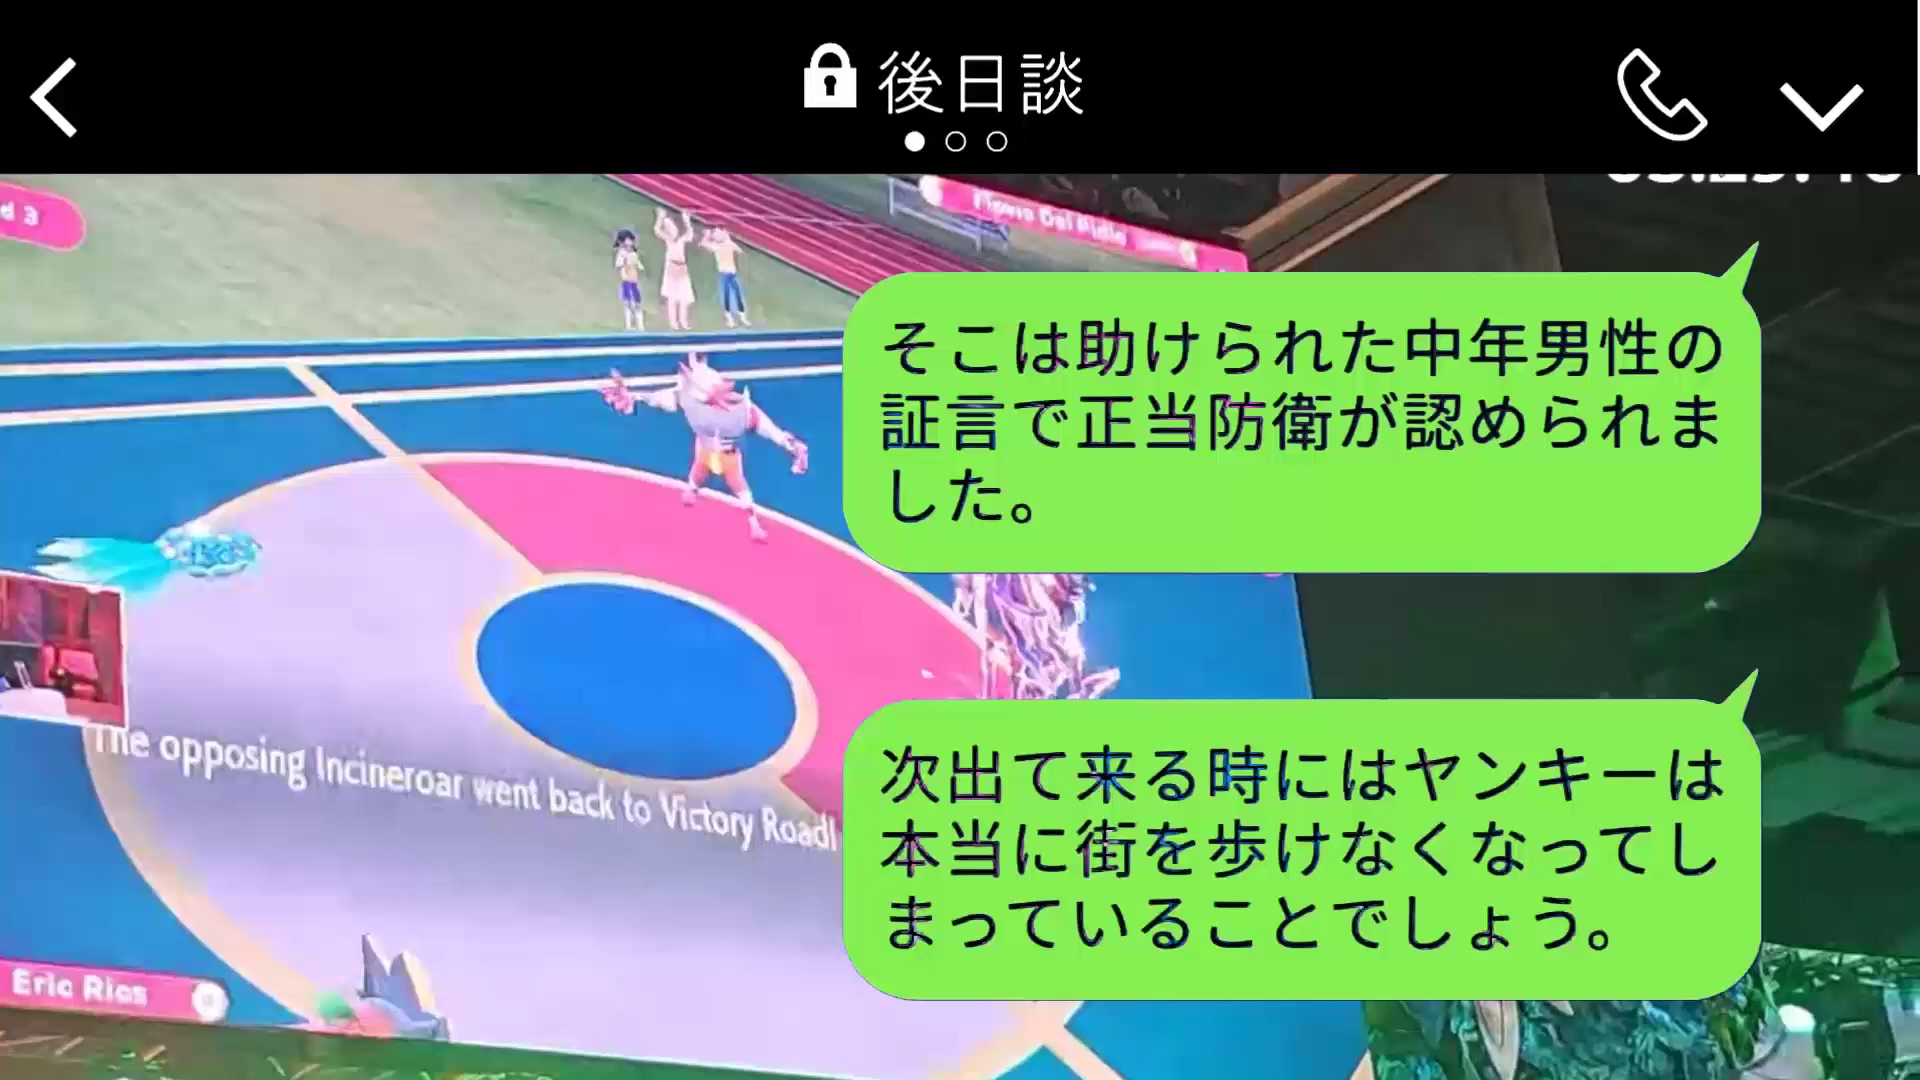 後日談
d 3
そこは助けられた中年男性の
証言で正当防衛が認められま
した。
The opposing Incineroar went back to Victory Road!
次出て来る時にはヤンキーは
本当に街を歩けなくなってし
まっていることでしょう。
Eric Rios